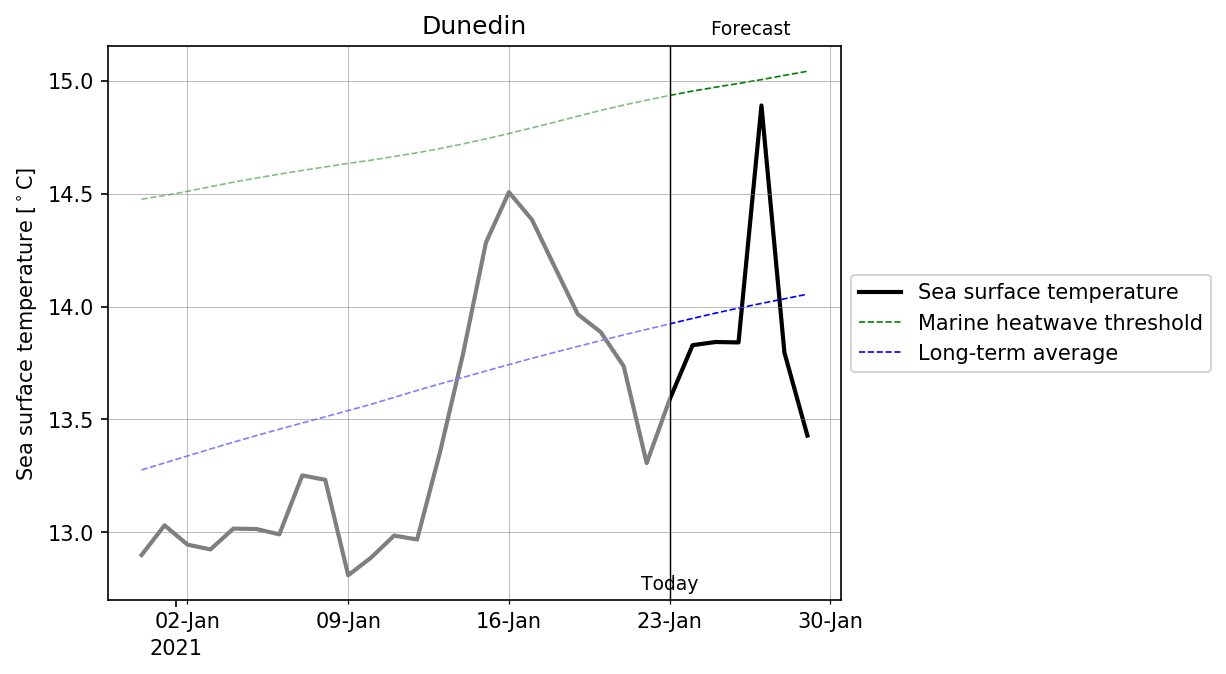 Dunedin
Forecast
Sea surface temperature [°C]
15.0
14.5
14.0
13.5
13.0
Today
02-Jan
09-Jan
16-Jan
23-Jan
30-Jan
2021
Sea surface temperature
Marine heatwave threshold
Long-term average